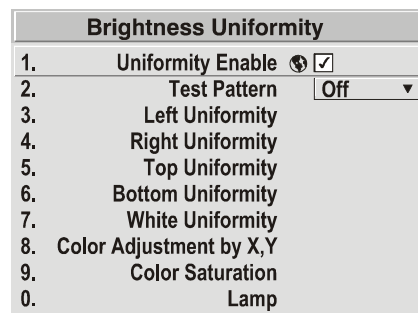 Brightness Uniformity
1. Uniformity Enable
2. Test Pattern Off
3. Left Uniformity
4. Right Uniformity
5. Top Uniformity
6. Bottom Uniformity
7. White Uniformity
8. Color Adjustment by X,Y
9. Color Saturation
0. Lamp